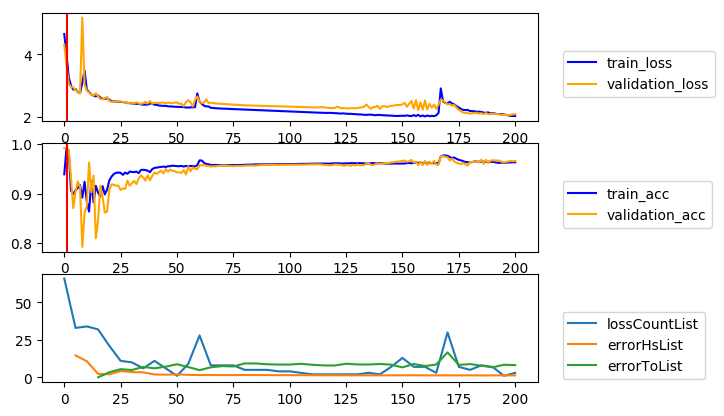 4
2
0 25 50 75 100 125 150 175 200
train_loss
validation_loss
1.0
0.9
0.8
0 25 50 75 100 125 150 175 200
train_acc
validation_acc
50
25
0
0 25 50 75 100 125 150 175 200
lossCountList
errorHsList
errorToList